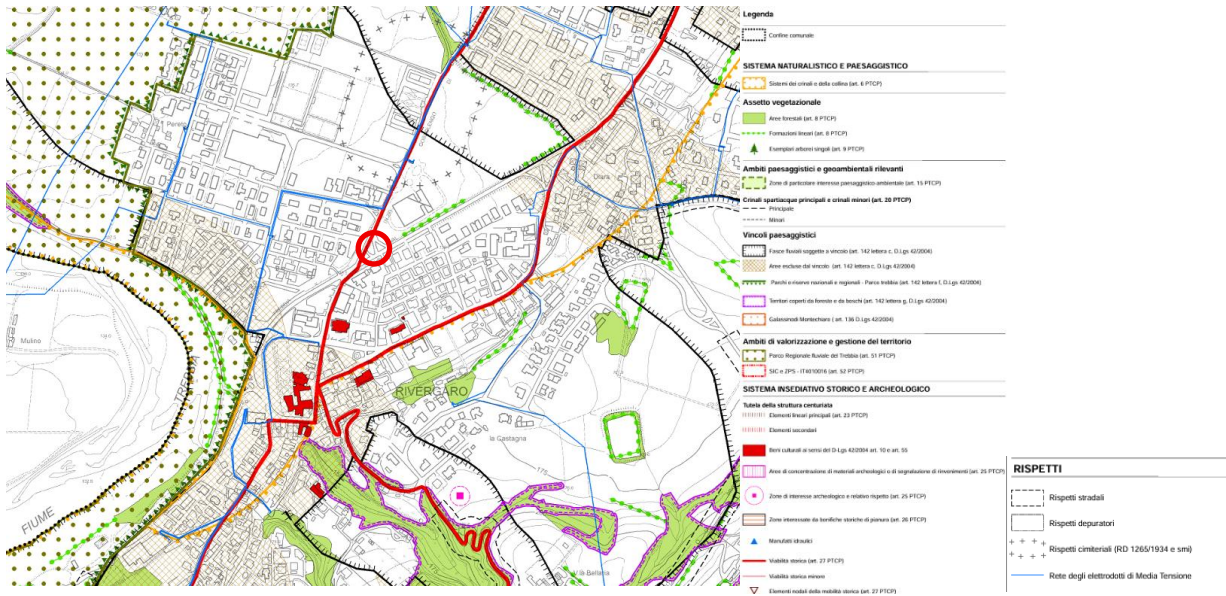 Pereto
Diara
Mulino
TREBBIA
RIVERGARO
la Castagna
FIUME
la Bellaria
Legenda
Confine comunale
SISTEMA NATURALISTICO E PAESAGGISTICO
Sistemi dei crinali e della collina (art. 6 PTCP)
Assetto vegetazionale
Aree forestali (art. 8 PTCP)
Formazioni lineari (art. 8 PTCP)
Esemplari arborei singoli (art. 9 PTCP)
Ambiti paesaggistici e geoambientali rilevanti
Zone di particolare interesse paesaggistico-ambientale (art. 15 PTCP)
Crinali spartiacque principali e crinali minori (art. 20 PTCP)
Principale
Minori
Vincoli paesaggistici
Fasce fluviali soggette a vincolo (art. 142 lettera c, D.Lgs 42/2004)
Aree escluse dal vincolo (art. 142 lettera c, D.Lgs 42/2004)
Parchi e riserve nazionali e regionali - Parco Trebbia (art. 142 lettera f, D.Lgs 42/2004)
Territori coperti da foreste e da boschi (art. 142 lettera g, D.Lgs 42/2004)
Galassinodi Montechiaro ( art. 136 D.Lgs 42/2004)
Ambiti di valorizzazione e gestione del territorio
Parco Regionale fluviale del Trebbia (art. 51 PTCP)
SIC e ZPS - IT4010016 (art. 52 PTCP)
SISTEMA INSEDIATIVO STORICO E ARCHEOLOGICO
Tutela della struttura centuriata
Elementi lineari principali (art. 23 PTCP)
Elementi secondari
Beni culturali ai sensi del D-Lgs 42/2004 art. 10 e art. 55
Aree di concentrazione di materiali archeologici o di segnalazione di rinvenimenti (art. 25 PTCP)
Zone di interesse archeologico e relativo rispetto (art. 25 PTCP)
Zone interessate da bonifiche storiche di pianura (art. 26 PTCP)
Manufatti idraulici
Viabilità storica (art. 27 PTCP)
Viabilità storica minore
Elementi nodali della mobilità storica (art. 27 PTCP)
RISPETTI
Rispetti stradali
Rispetti depuratori
Rispetti cimiteriali (RD 1265/1934 e smi)
Rete degli elettrodotti di Media Tensione